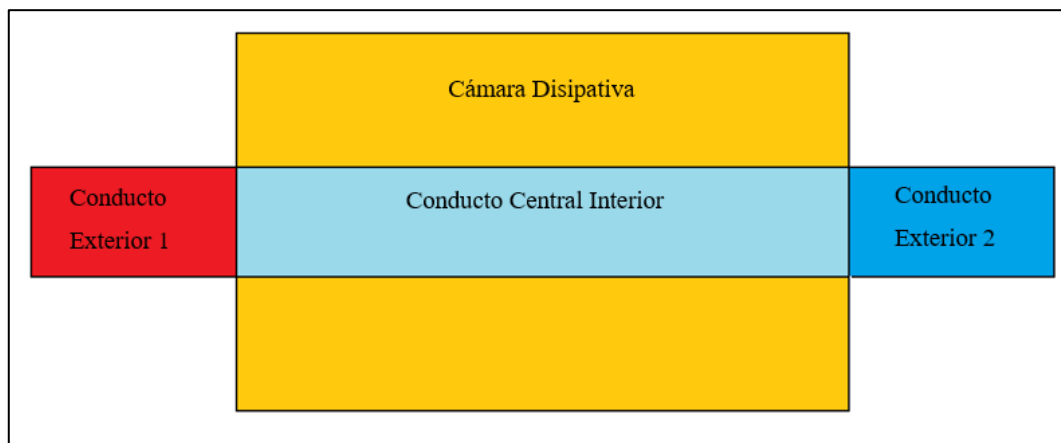 Cámara Disipativa
Conducto
Exterior 1
Conducto Central Interior
Conducto
Exterior 2